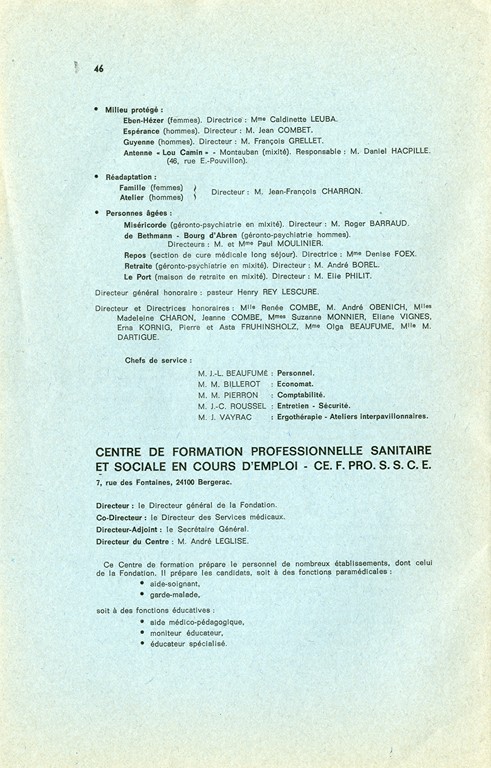 46
• Milieu protégé :
Eben-Hézer (femmes). Directrice : Mme Caldinette LEUBA.
Espérance (hommes). Directeur : M. Jean COMBET.
Guyenne (hommes). Directeur : M. François GRELLET.
Antenne « Lou Camin » - Montauban (mixité). Responsable : M. Daniel HACPILLE.
(46, rue E.-Pouvillon).
• Réadaptation :
Famille (femmes)
Atelier (hommes) } Directeur : M. Jean-François CHARRON.
• Personnes âgées :
Miséricorde (géronto-psychiatrie en mixité). Directeur : M. Roger BARRAUD.
de Bethmann - Bourg d'Abren (géronto-psychiatrie hommes).
Directeurs : M. et Mme Paul MOULINIER.
Repos (section de cure médicale long séjour). Directrice : Mme Denise FOEX.
Retraite (géronto-psychiatrie en mixité). Directeur : M. André BOREL.
Le Port (maison de retraite en mixité). Directeur : M. Elie PHILIT.
Directeur général honoraire : pasteur Henry REY LESCURE.
Directeur et Directrices honoraires : Mlle Renée COMBE, M. André OBENICH, Mlles
Madeleine CHARON, Jeanne COMBE, Mmes Suzanne MONNIER, Eliane VIGNES,
Erna KORNIG, Pierre et Asta FRUHINSHOLZ, Mme Olga BEAUFUME, Mlle M.
DARTIGUE.
Chefs de service :
M. J.-L. BEAUFUMÉ : Personnel.
M. M. BILLEROT : Economat.
M. M. PIERRON : Comptabilité.
M. J.-C. ROUSSEL : Entretien - Sécurité.
M. J. VAYRAC : Ergothérapie - Ateliers interpavillonnaires.
CENTRE DE FORMATION PROFESSIONNELLE SANITAIRE
ET SOCIALE EN COURS D'EMPLOI - CE. F. PRO. S. S. C. E.
7, rue des Fontaines, 24100 Bergerac.
Directeur : le Directeur général de la Fondation.
Co-Directeur : le Directeur des Services médicaux.
Directeur-Adjoint : le Secrétaire Général.
Directeur du Centre : M. André LEGLISE.
Ce Centre de formation prépare le personnel de nombreux établissements, dont celui
de la Fondation. Il prépare les candidats, soit à des fonctions paramédicales :
• aide-soignant,
• garde-malade,
soit à des fonctions éducatives :
• aide médico-pédagogique,
• moniteur éducateur,
• éducateur spécialisé.